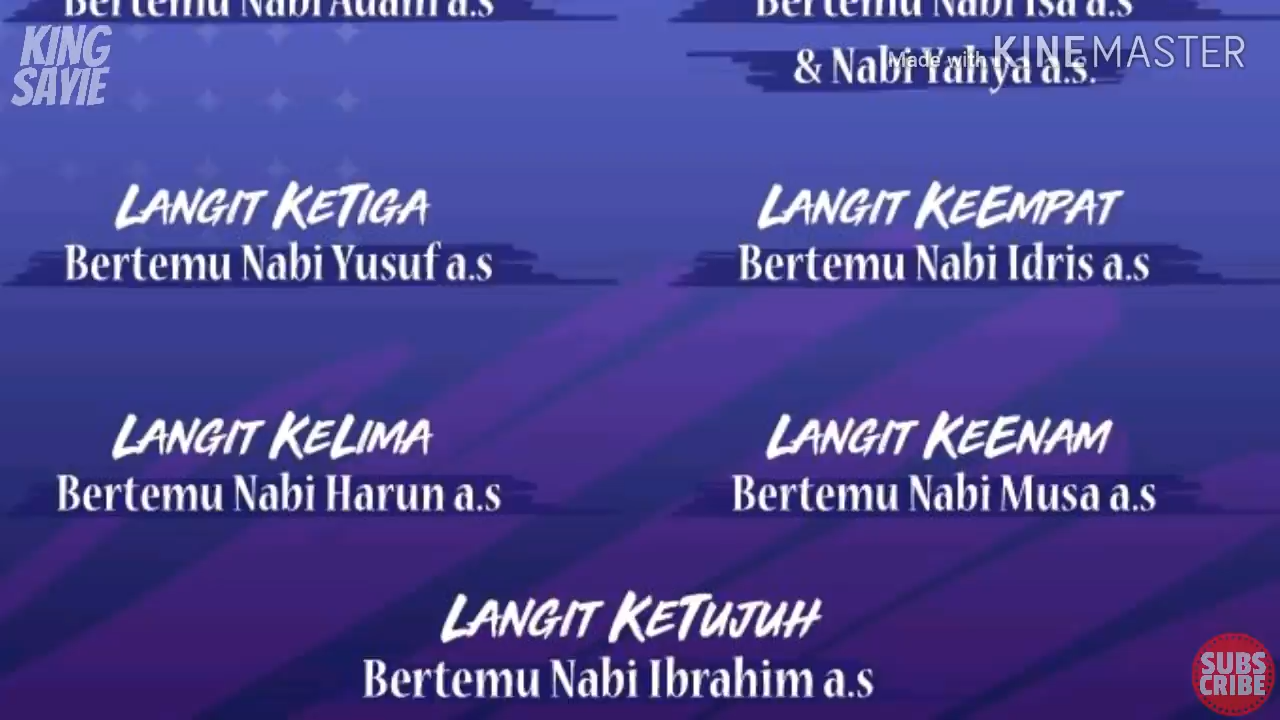 Bertemu Nabi Adam a.s
Bertemu Nabi Isa a.s
& Nabi Yahya a.s.
KING
SAYIE
Made with
KINEMASTER
LANGIT KETIGA
Bertemu Nabi Yusuf a.s
LANGIT KEEMPAT
Bertemu Nabi Idris a.s
LANGIT KELIMA
Bertemu Nabi Harun a.s
LANGIT KEENAM
Bertemu Nabi Musa a.s
LANGIT KETUJUH
Bertemu Nabi Ibrahim a.s
SUBS
CRIBE